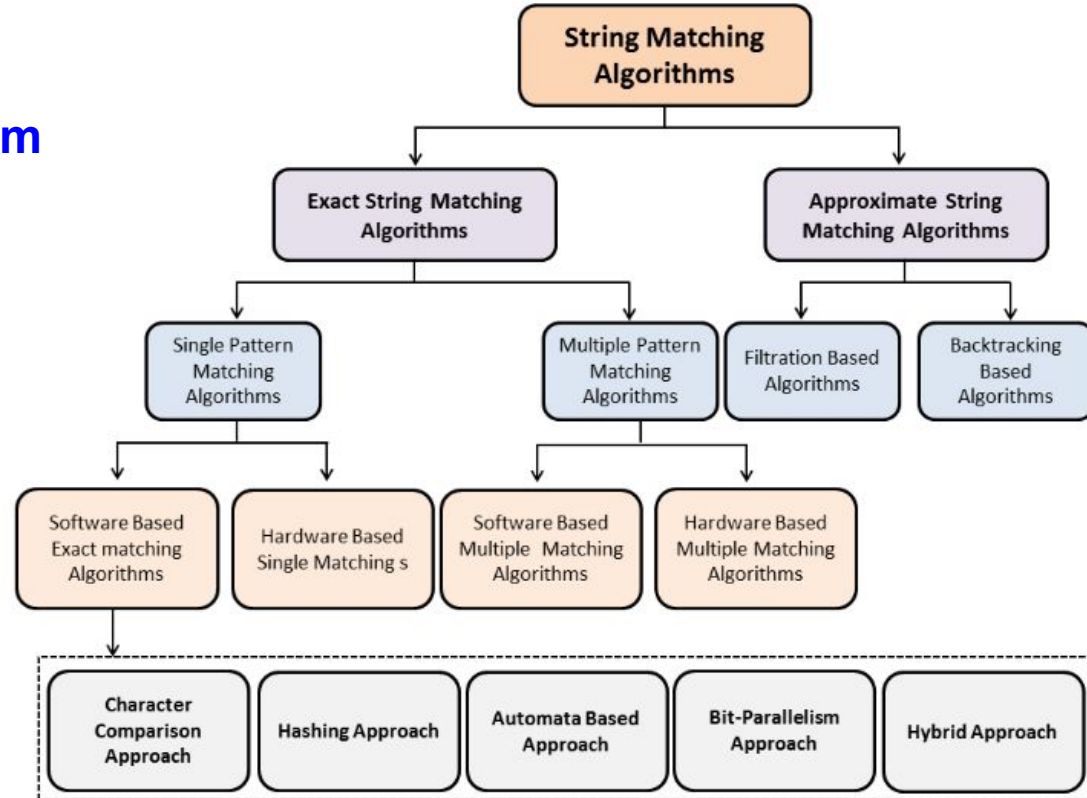 String Matching
Algorithms
m
Exact String Matching
Algorithms
Approximate String
Matching Algorithms
Single Pattern
Matching
Algorithms
Multiple Pattern
Matching
Algorithms
Filtration Based
Algorithms
Backtracking
Based
Algorithms
Software Based
Exact matching
Algorithms
Hardware Based
Single Matching s
Software Based
Multiple Matching
Algorithms
Hardware Based
Multiple Matching
Algorithms
Character
Comparison
Approach
Hashing Approach
Automata Based
Approach
Bit-Parallelism
Approach
Hybrid Approach